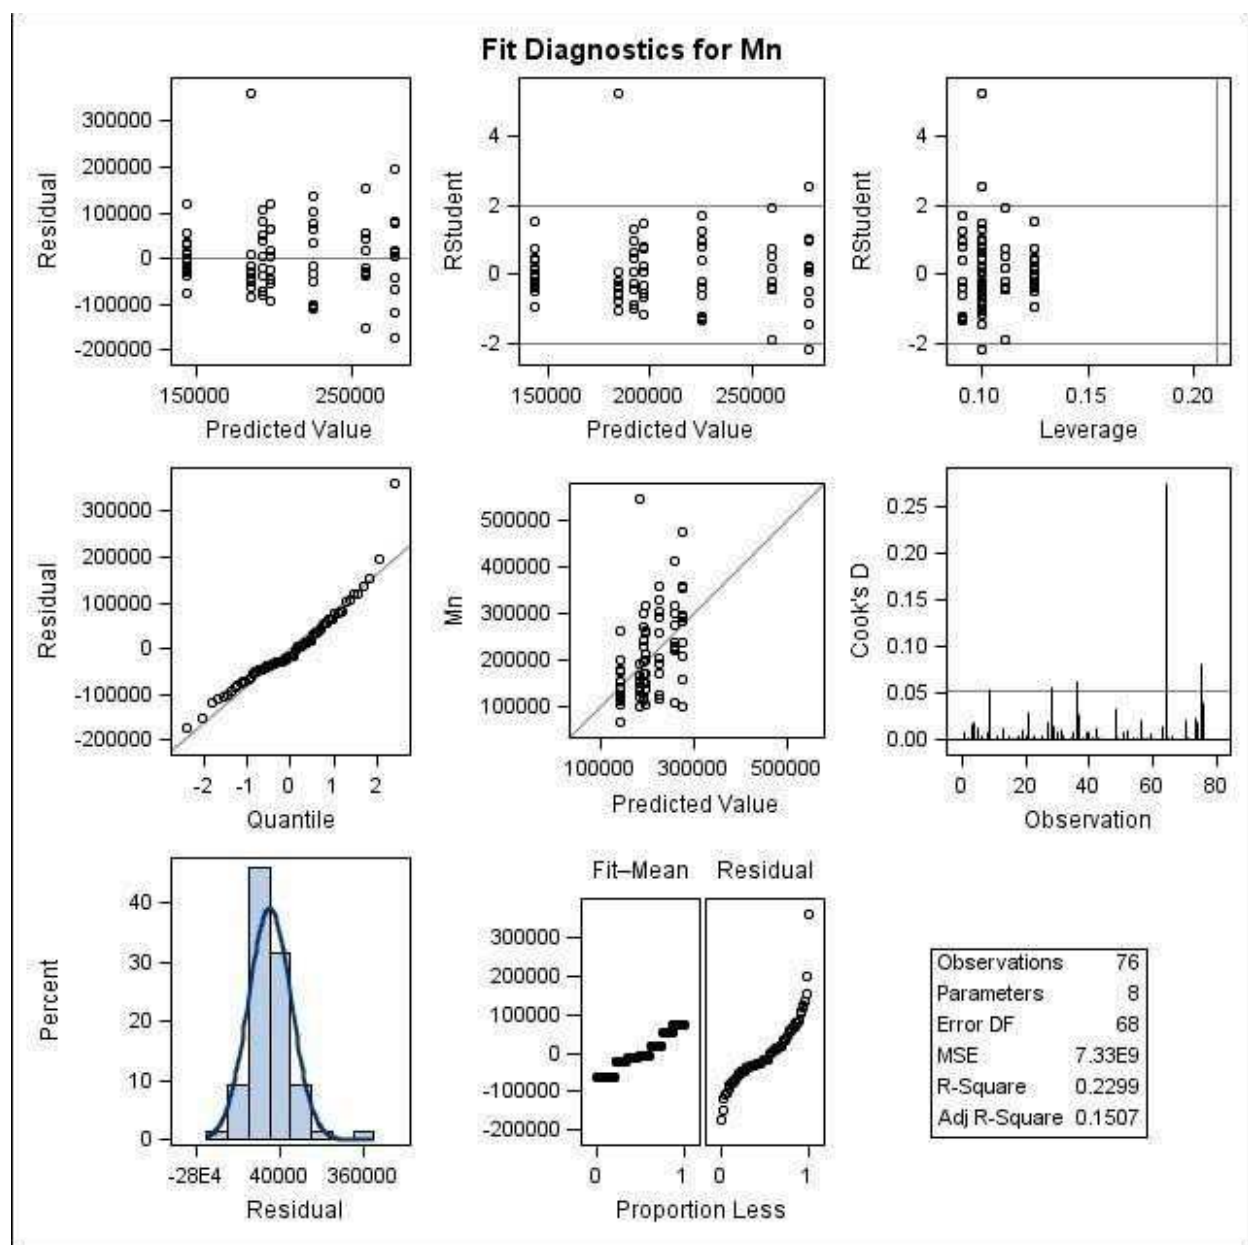 Fit Diagnostics for Mn
Residual
300000
200000
100000
0
-100000
-200000
150000 250000
Predicted Value
RStudent
4
2
0
-2
150000 200000 250000
Predicted Value
RStudent
4
2
0
-2
0.10 0.15 0.20
Leverage
Residual
300000
200000
100000
0
-100000
-200000
-2 -1 0 1 2
Quantile
Mn
500000
400000
300000
200000
100000
100000 300000 500000
Predicted Value
Cook's D
0.25
0.20
0.15
0.10
0.05
0.00
0 20 40 60 80
Observation
Percent
40
30
20
10
0
-28E4 40000 360000
Residual
Fit–Mean Residual
300000
200000
100000
0
-100000
-200000
0 1 0 1
Proportion Less
Observations 76
Parameters 8
Error DF 68
MSE 7.33E9
R-Square 0.2299
Adj R-Square 0.1507